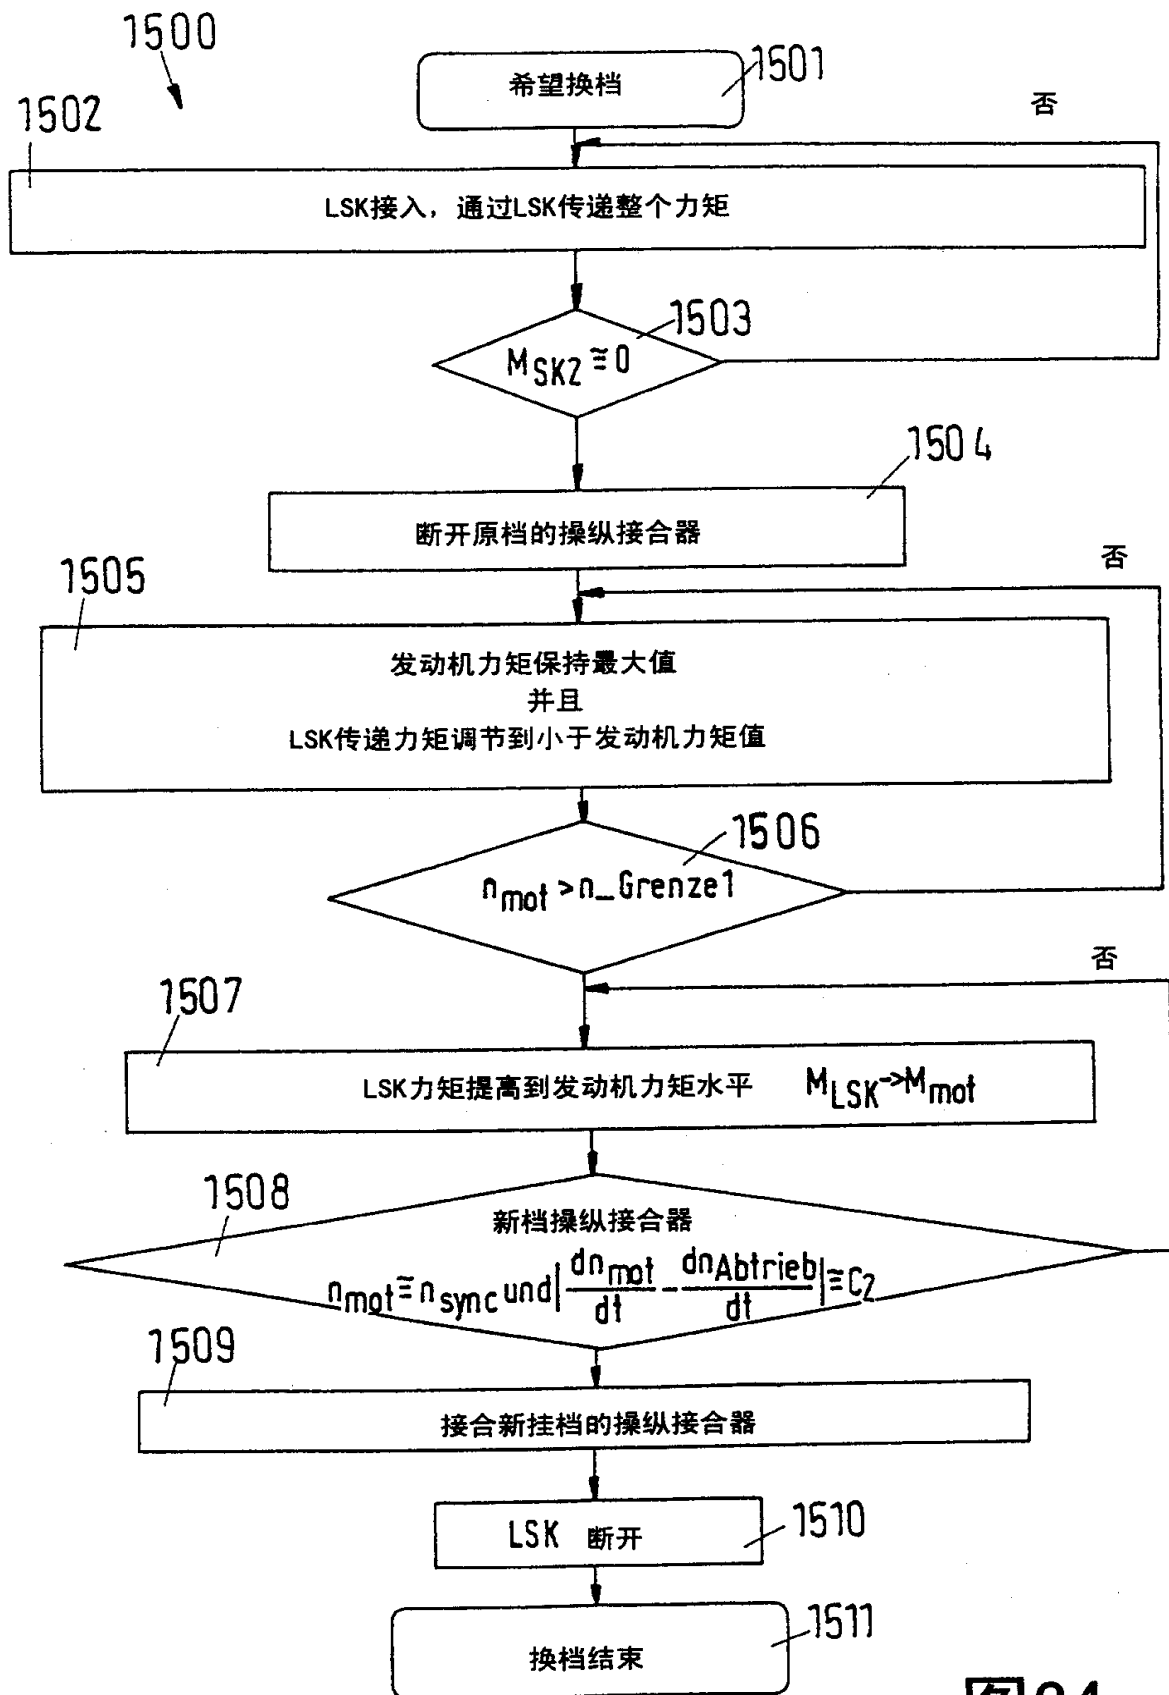 1500
希望换档
1501
1502
否
LSK接入，通过LSK传递整个力矩
1503
M_SK2 ≅ 0
1504
断开原档的操纵接合器
否
1505
发动机力矩保持最大值
并且
LSK传递力矩调节到小于发动机力矩值
1506
n_mot > n_Grenze1
否
1507
LSK力矩提高到发动机力矩水平 M_LSK -> M_mot
1508
新档操纵接合器
n_mot ≅ n_sync und | dn_mot/dt - dn_Abtrieb/dt | ≅ C_2
1509
接合新挂档的操纵接合器
LSK 断开
1510
1511
换档结束